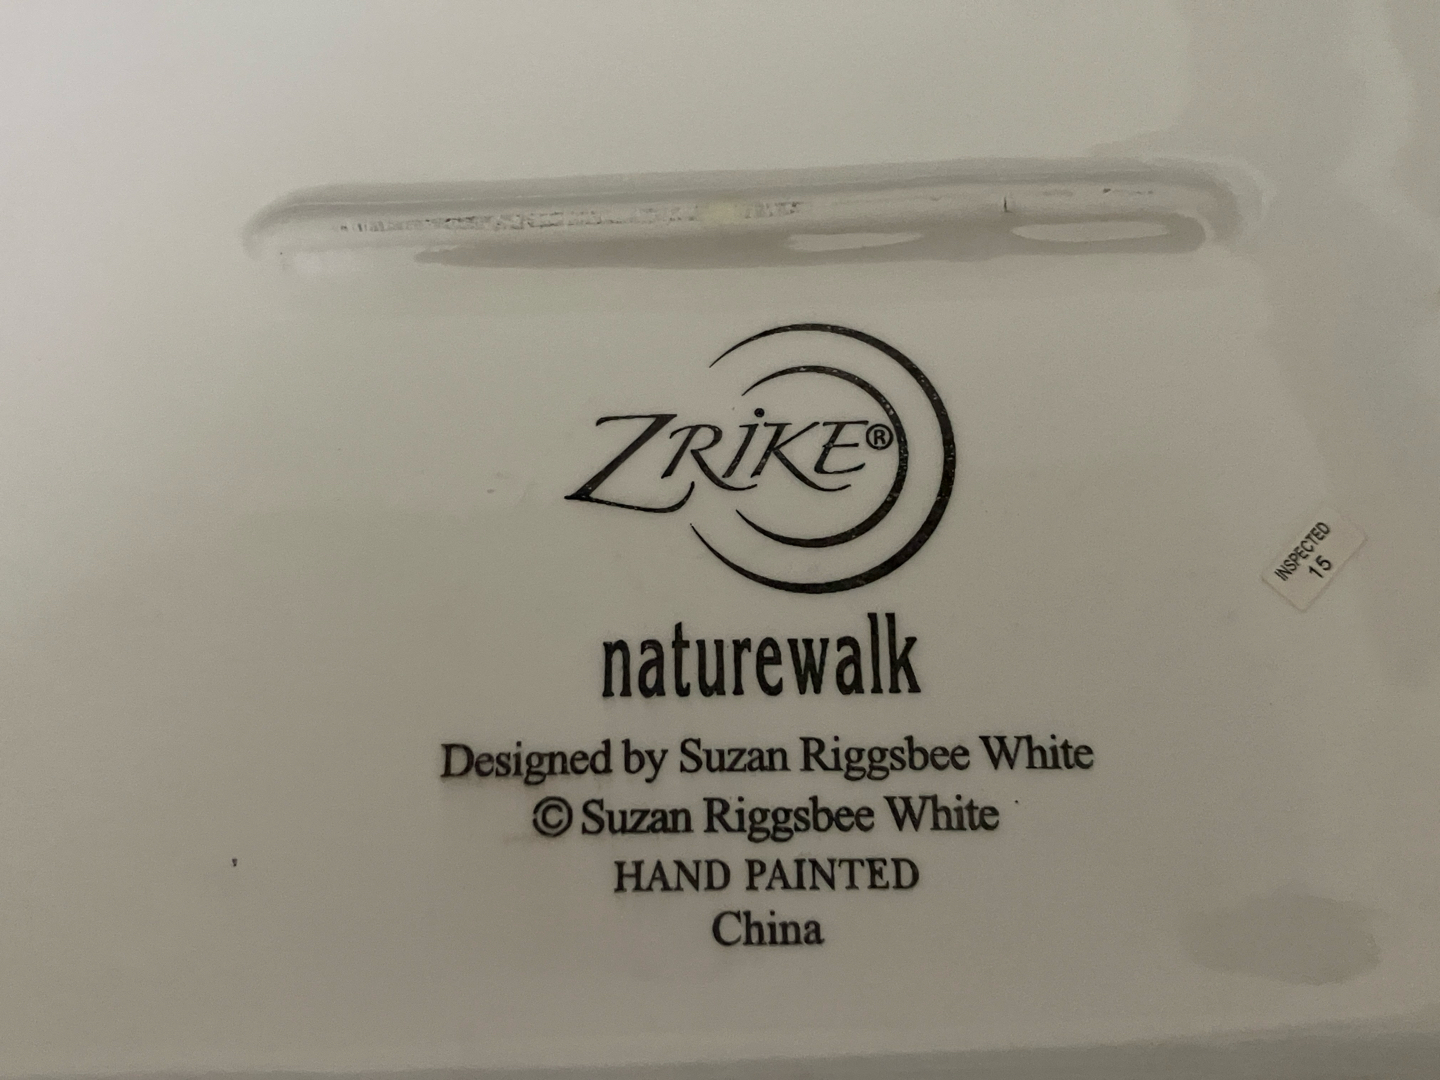 ZRiKE®
naturewalk
Designed by Suzan Riggsbee White
© Suzan Riggsbee White
HAND PAINTED
China
INSPECTED
15